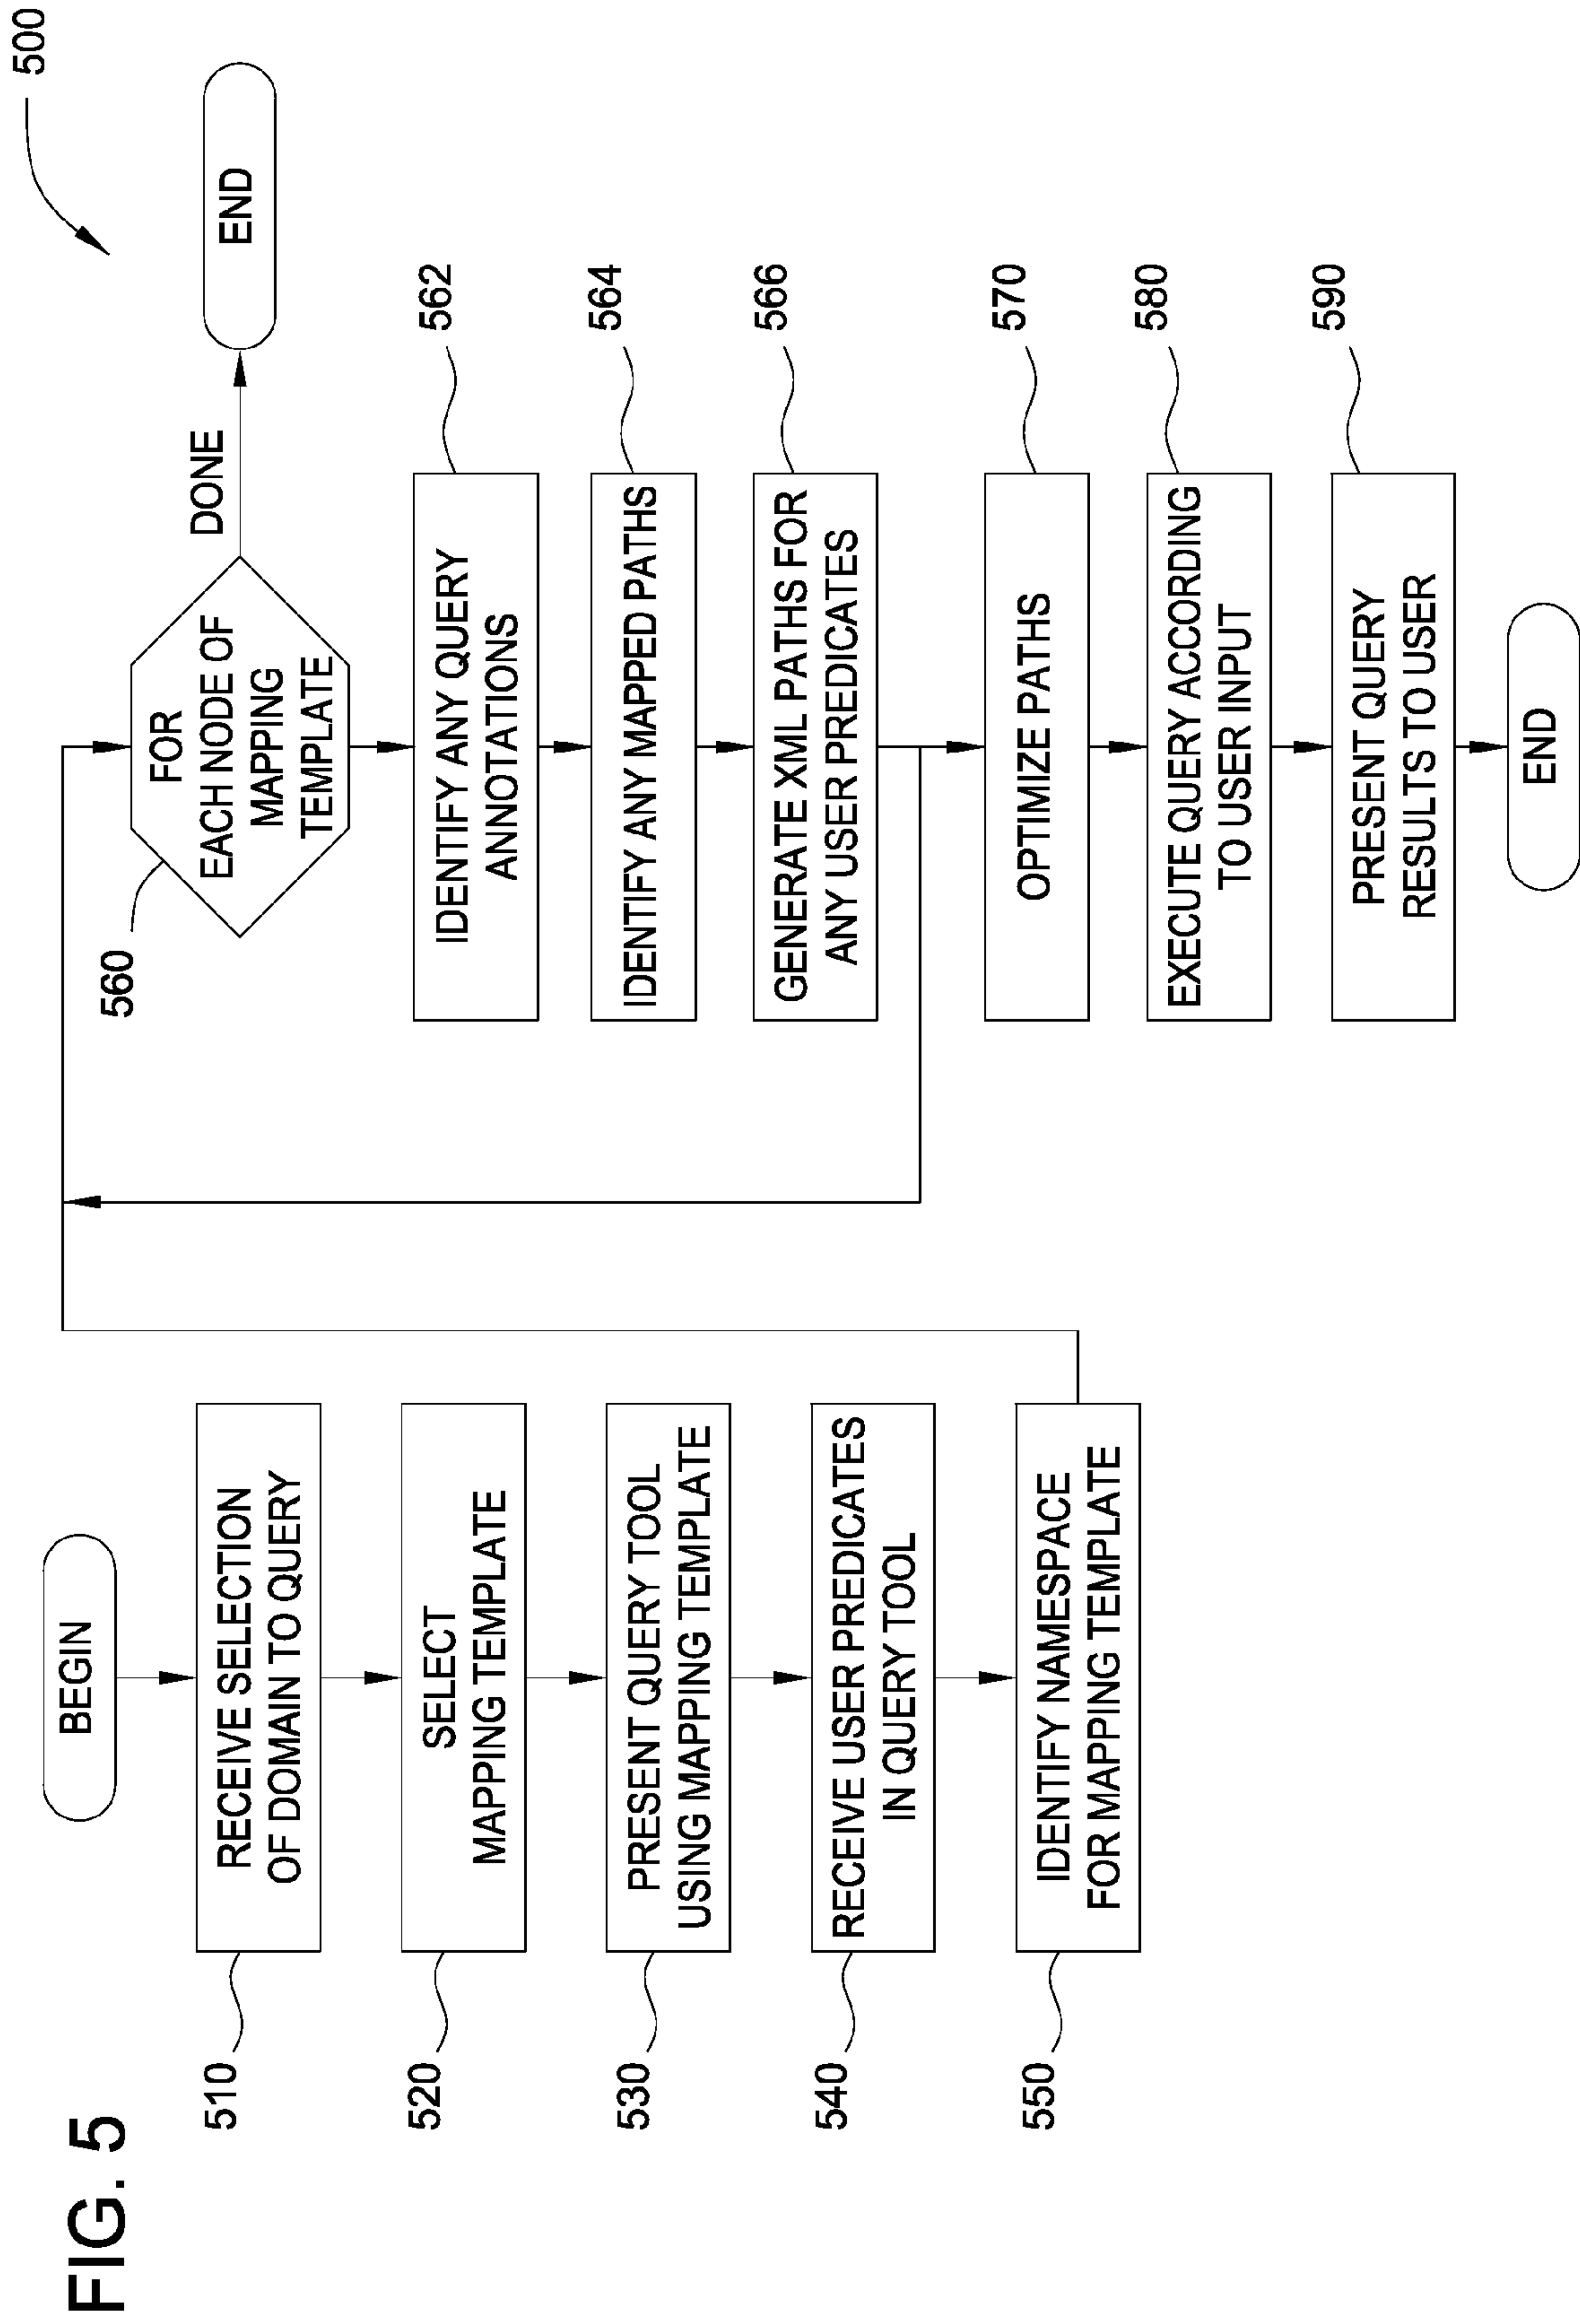 FIG. 5
500
BEGIN
510
RECEIVE SELECTION
OF DOMAIN TO QUERY
520
SELECT
MAPPING TEMPLATE
530
PRESENT QUERY TOOL
USING MAPPING TEMPLATE
540
RECEIVE USER PREDICATES
IN QUERY TOOL
550
IDENTIFY NAMESPACE
FOR MAPPING TEMPLATE
560
FOR
EACH NODE OF
MAPPING
TEMPLATE
DONE
END
IDENTIFY ANY QUERY
ANNOTATIONS
562
IDENTIFY ANY MAPPED PATHS
564
GENERATE XML PATHS FOR
ANY USER PREDICATES
566
OPTIMIZE PATHS
570
EXECUTE QUERY ACCORDING
TO USER INPUT
580
PRESENT QUERY
RESULTS TO USER
590
END